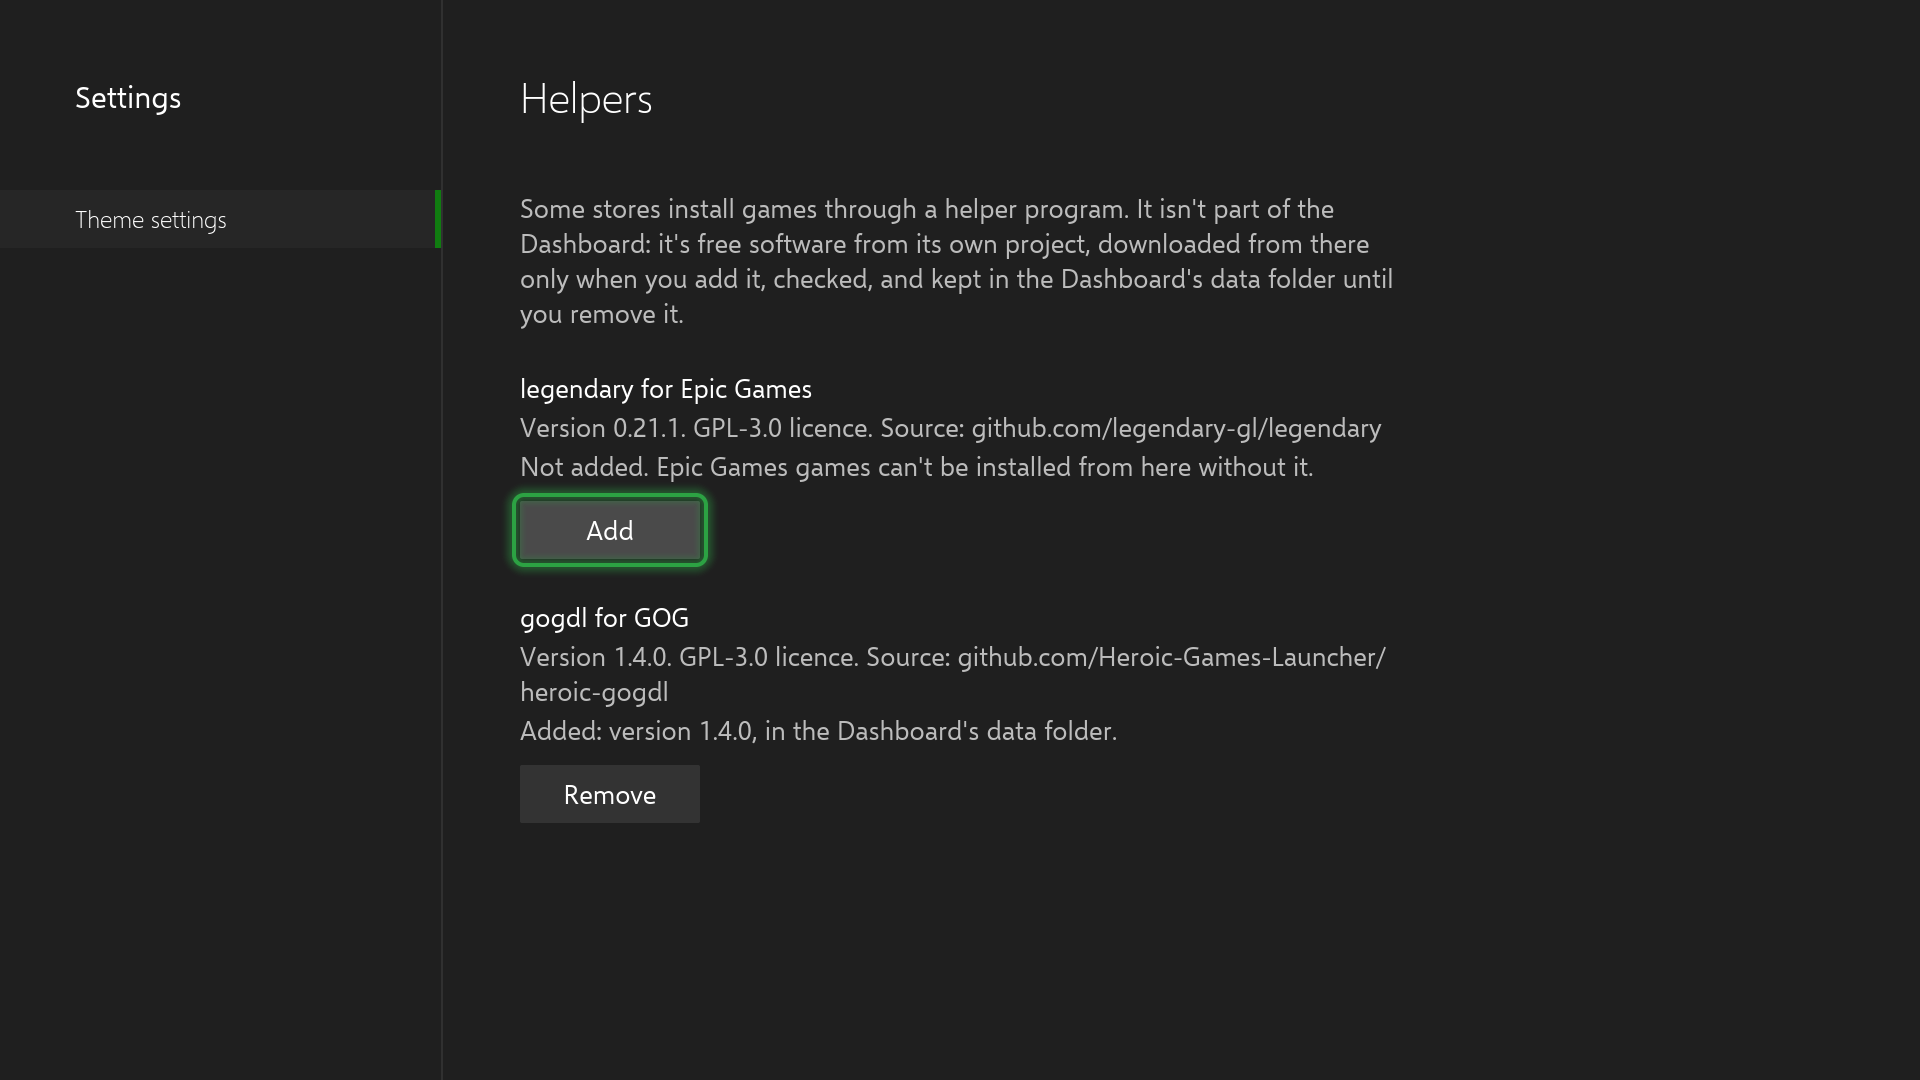 Settings
Theme settings
Helpers
Some stores install games through a helper program. It isn't part of the
Dashboard: it's free software from its own project, downloaded from there
only when you add it, checked, and kept in the Dashboard's data folder until
you remove it.
legendary for Epic Games
Version 0.21.1. GPL-3.0 licence. Source: github.com/legendary-gl/legendary
Not added. Epic Games games can't be installed from here without it.
Add
gogdl for GOG
Version 1.4.0. GPL-3.0 licence. Source: github.com/Heroic-Games-Launcher/
heroic-gogdl
Added: version 1.4.0, in the Dashboard's data folder.
Remove